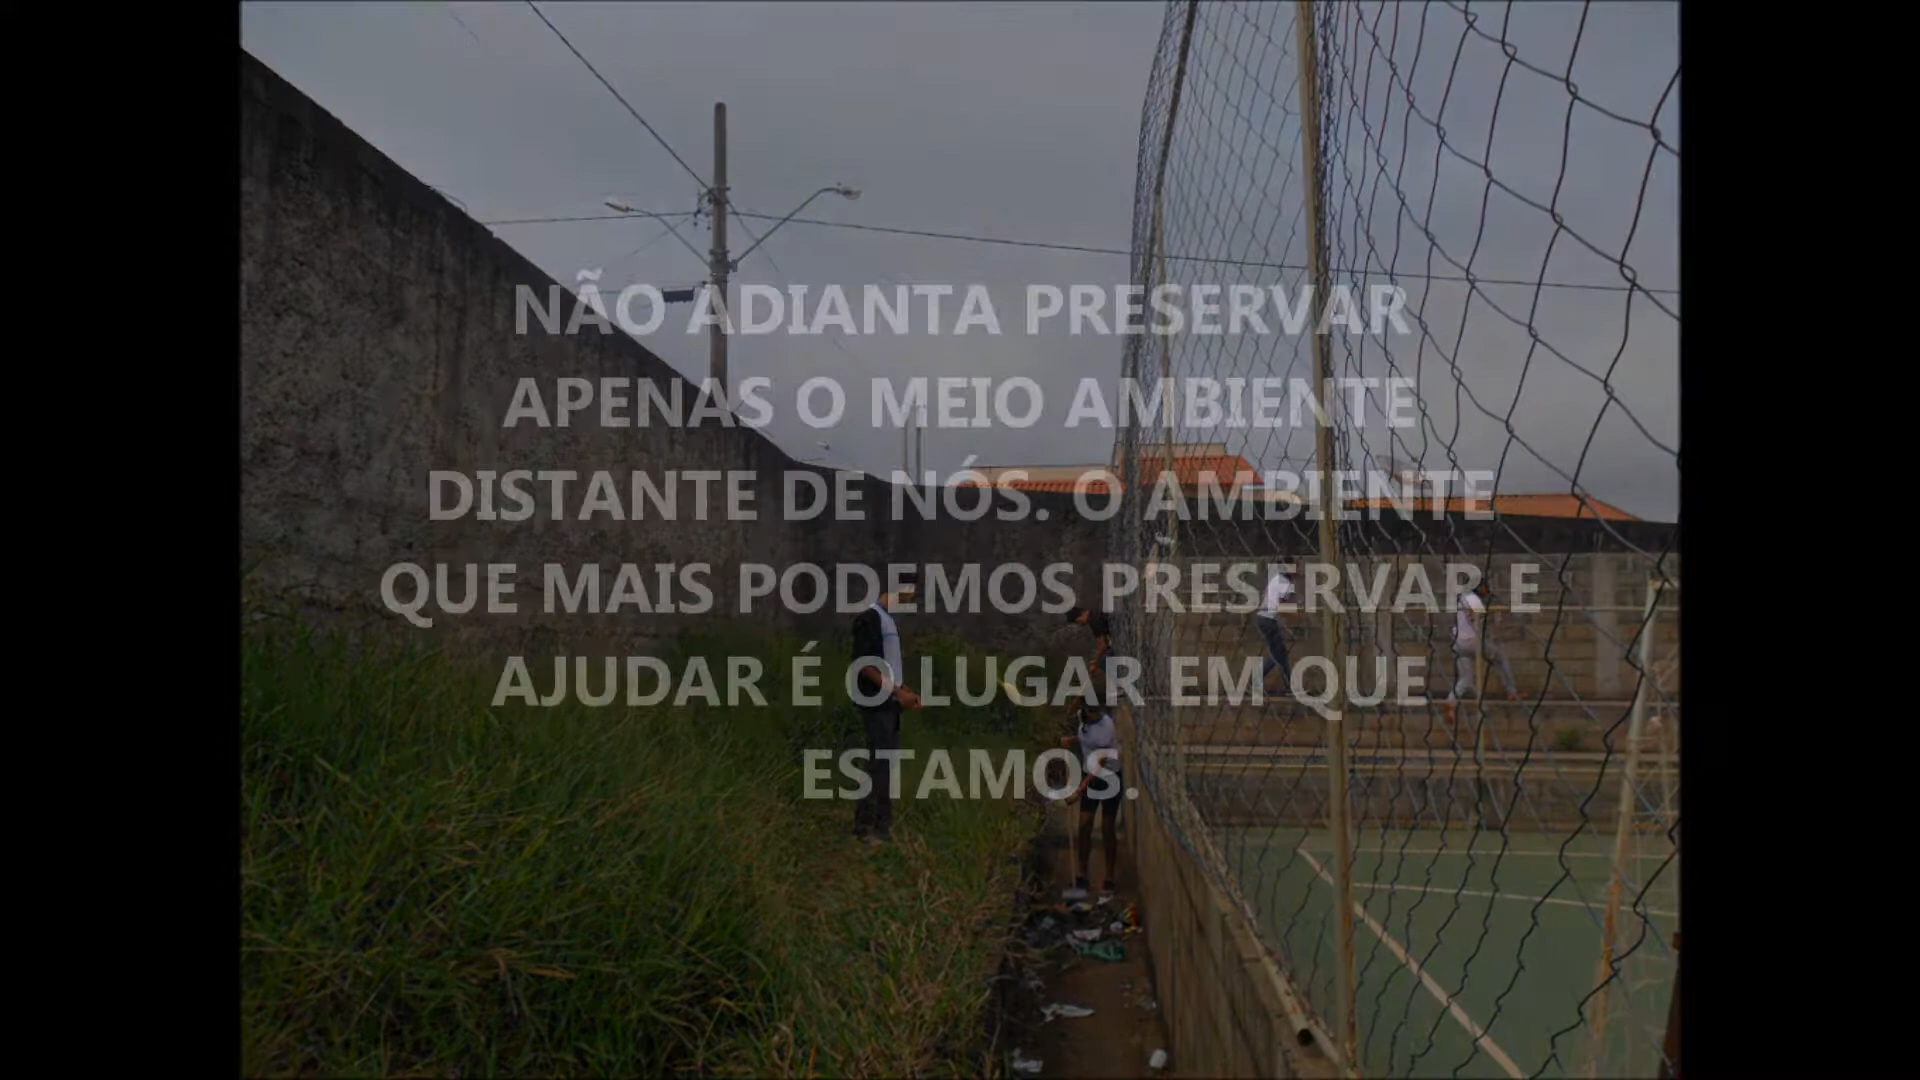 NÃO ADIANTA PRESERVAR
APENAS O MEIO AMBIENTE
DISTANTE DE NÓS. O AMBIENTE
QUE MAIS PODEMOS PRESERVAR E
AJUDAR É O LUGAR EM QUE
ESTAMOS.